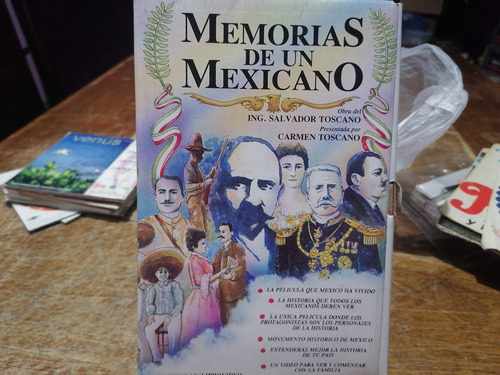 MEMORIAS
DE UN
MEXICANO
Obra del
ING. SALVADOR TOSCANO
Presentada por
CARMEN TOSCANO
venus
9
LA PELICULA QUE MEXICO HA VIVIDO
LA HISTORIA QUE TODOS LOS
MEXICANOS DEBEN VER
LA UNICA PELICULA DONDE LOS
PROTAGONISTAS SON LOS PERSONAJES
DE LA HISTORIA
MONUMENTO HISTORICO DE MEXICO
ENTENDERAS MEJOR LA HISTORIA
DE TU PAIS
UN VIDEO PARA VER Y COMENTAR
CON LA FAMILIA